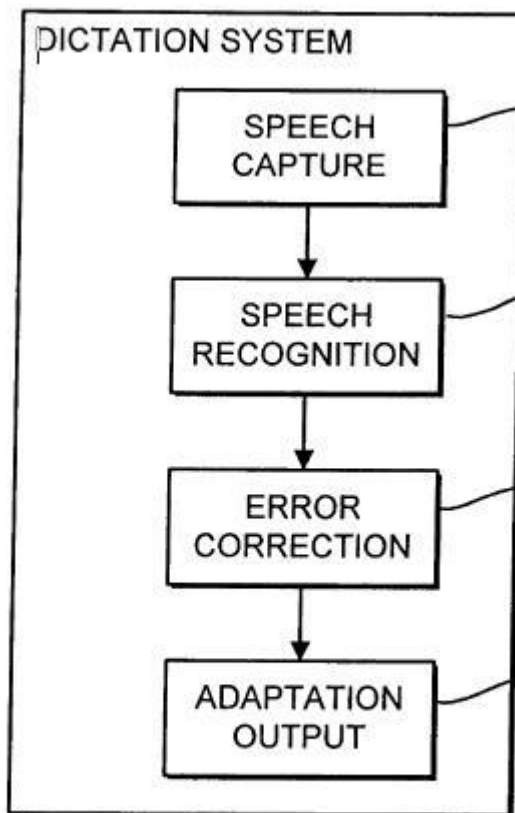 DICTATION SYSTEM
SPEECH
CAPTURE
SPEECH
RECOGNITION
ERROR
CORRECTION
ADAPTATION
OUTPUT